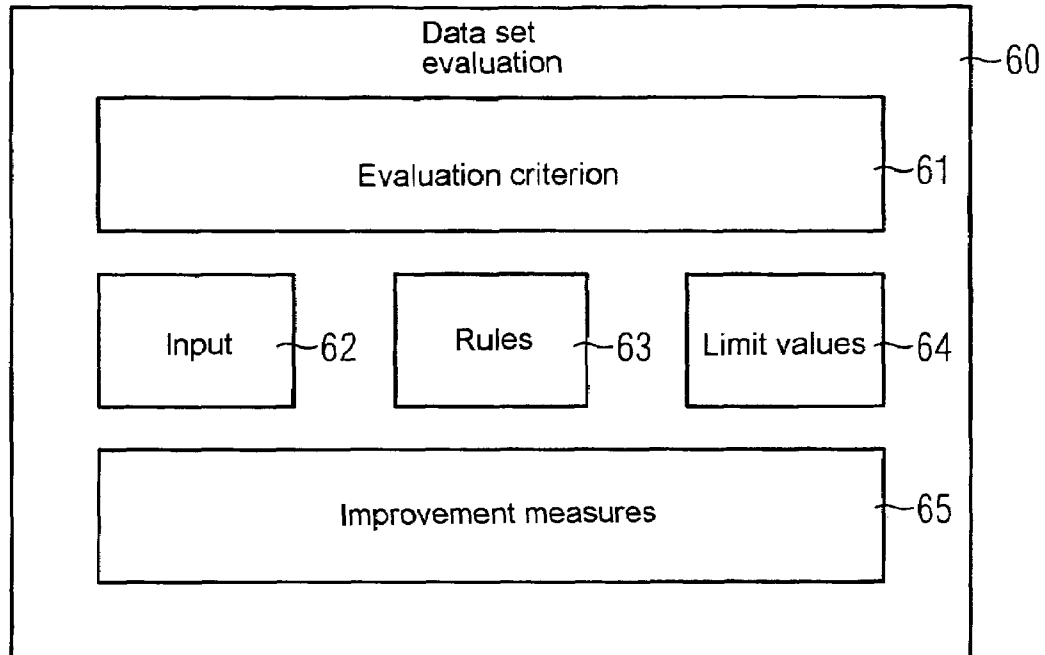 Data set
evaluation
60
Evaluation criterion
61
Input
62
Rules
63
Limit values
64
Improvement measures
65